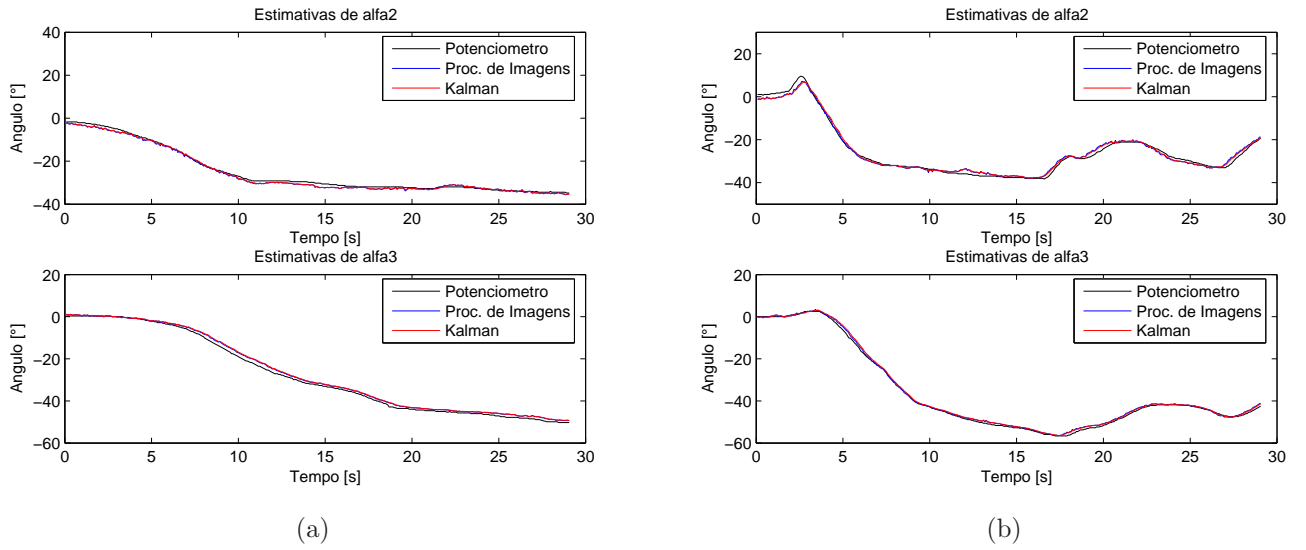 Estimativas de alfa2
40
20
0
−20
−40
Angulo [°]
Potenciometro
Proc. de Imagens
Kalman
0 5 10 15 20 25 30
Tempo [s]
Estimativas de alfa3
20
0
−20
−40
−60
Angulo [°]
Potenciometro
Proc. de Imagens
Kalman
0 5 10 15 20 25 30
Tempo [s]
(a)
Estimativas de alfa2
20
0
−20
−40
Angulo [°]
Potenciometro
Proc. de Imagens
Kalman
0 5 10 15 20 25 30
Tempo [s]
Estimativas de alfa3
20
0
−20
−40
−60
Angulo [°]
Potenciometro
Proc. de Imagens
Kalman
0 5 10 15 20 25 30
Tempo [s]
(b)